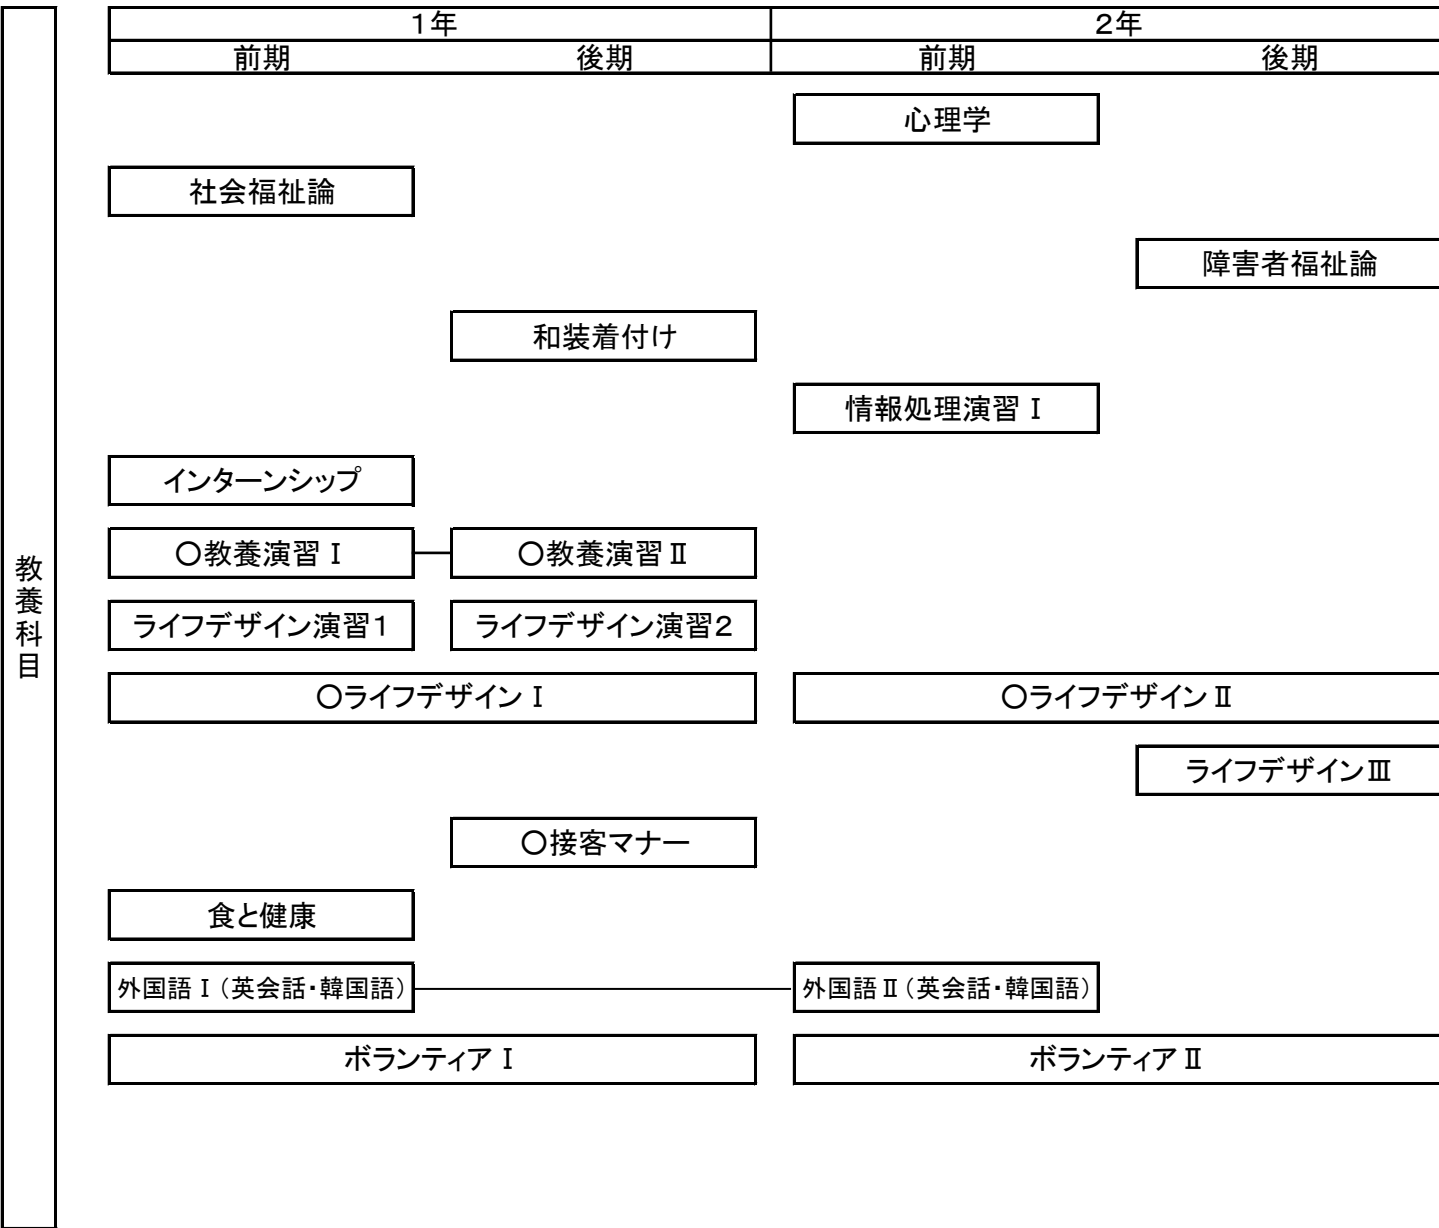 1年 2年
前期 後期 前期 後期
教養科目
心理学
社会福祉論
障害者福祉論
和装着付け
情報処理演習Ⅰ
インターンシップ
〇教養演習Ⅰ 〇教養演習Ⅱ
ライフデザイン演習1 ライフデザイン演習2
〇ライフデザインⅠ 〇ライフデザインⅡ
ライフデザインⅢ
〇接客マナー
食と健康
外国語Ⅰ(英会話・韓国語) 外国語Ⅱ(英会話・韓国語)
ボランティアⅠ ボランティアⅡ